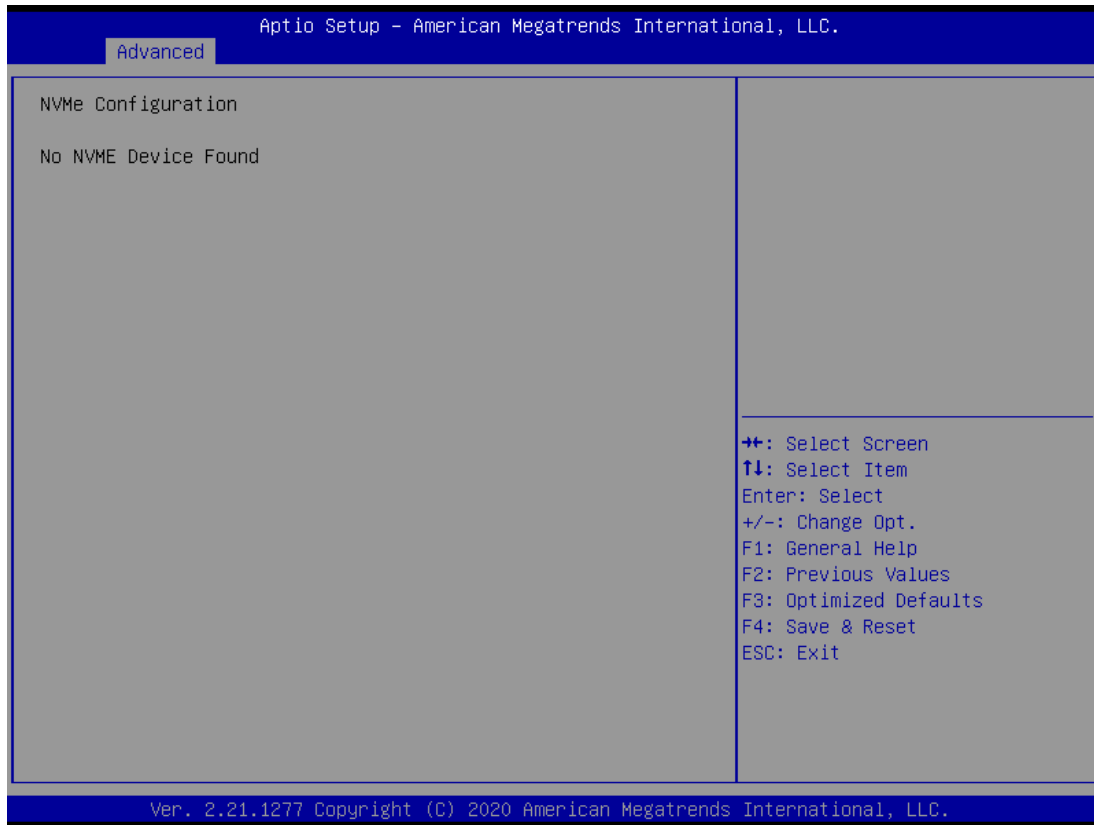 Aptio Setup – American Megatrends International, LLC.
Advanced
NVMe Configuration
No NVME Device Found
→←: Select Screen
↑↓: Select Item
Enter: Select
+/-: Change Opt.
F1: General Help
F2: Previous Values
F3: Optimized Defaults
F4: Save & Reset
ESC: Exit
Ver. 2.21.1277 Copyright (C) 2020 American Megatrends International, LLC.